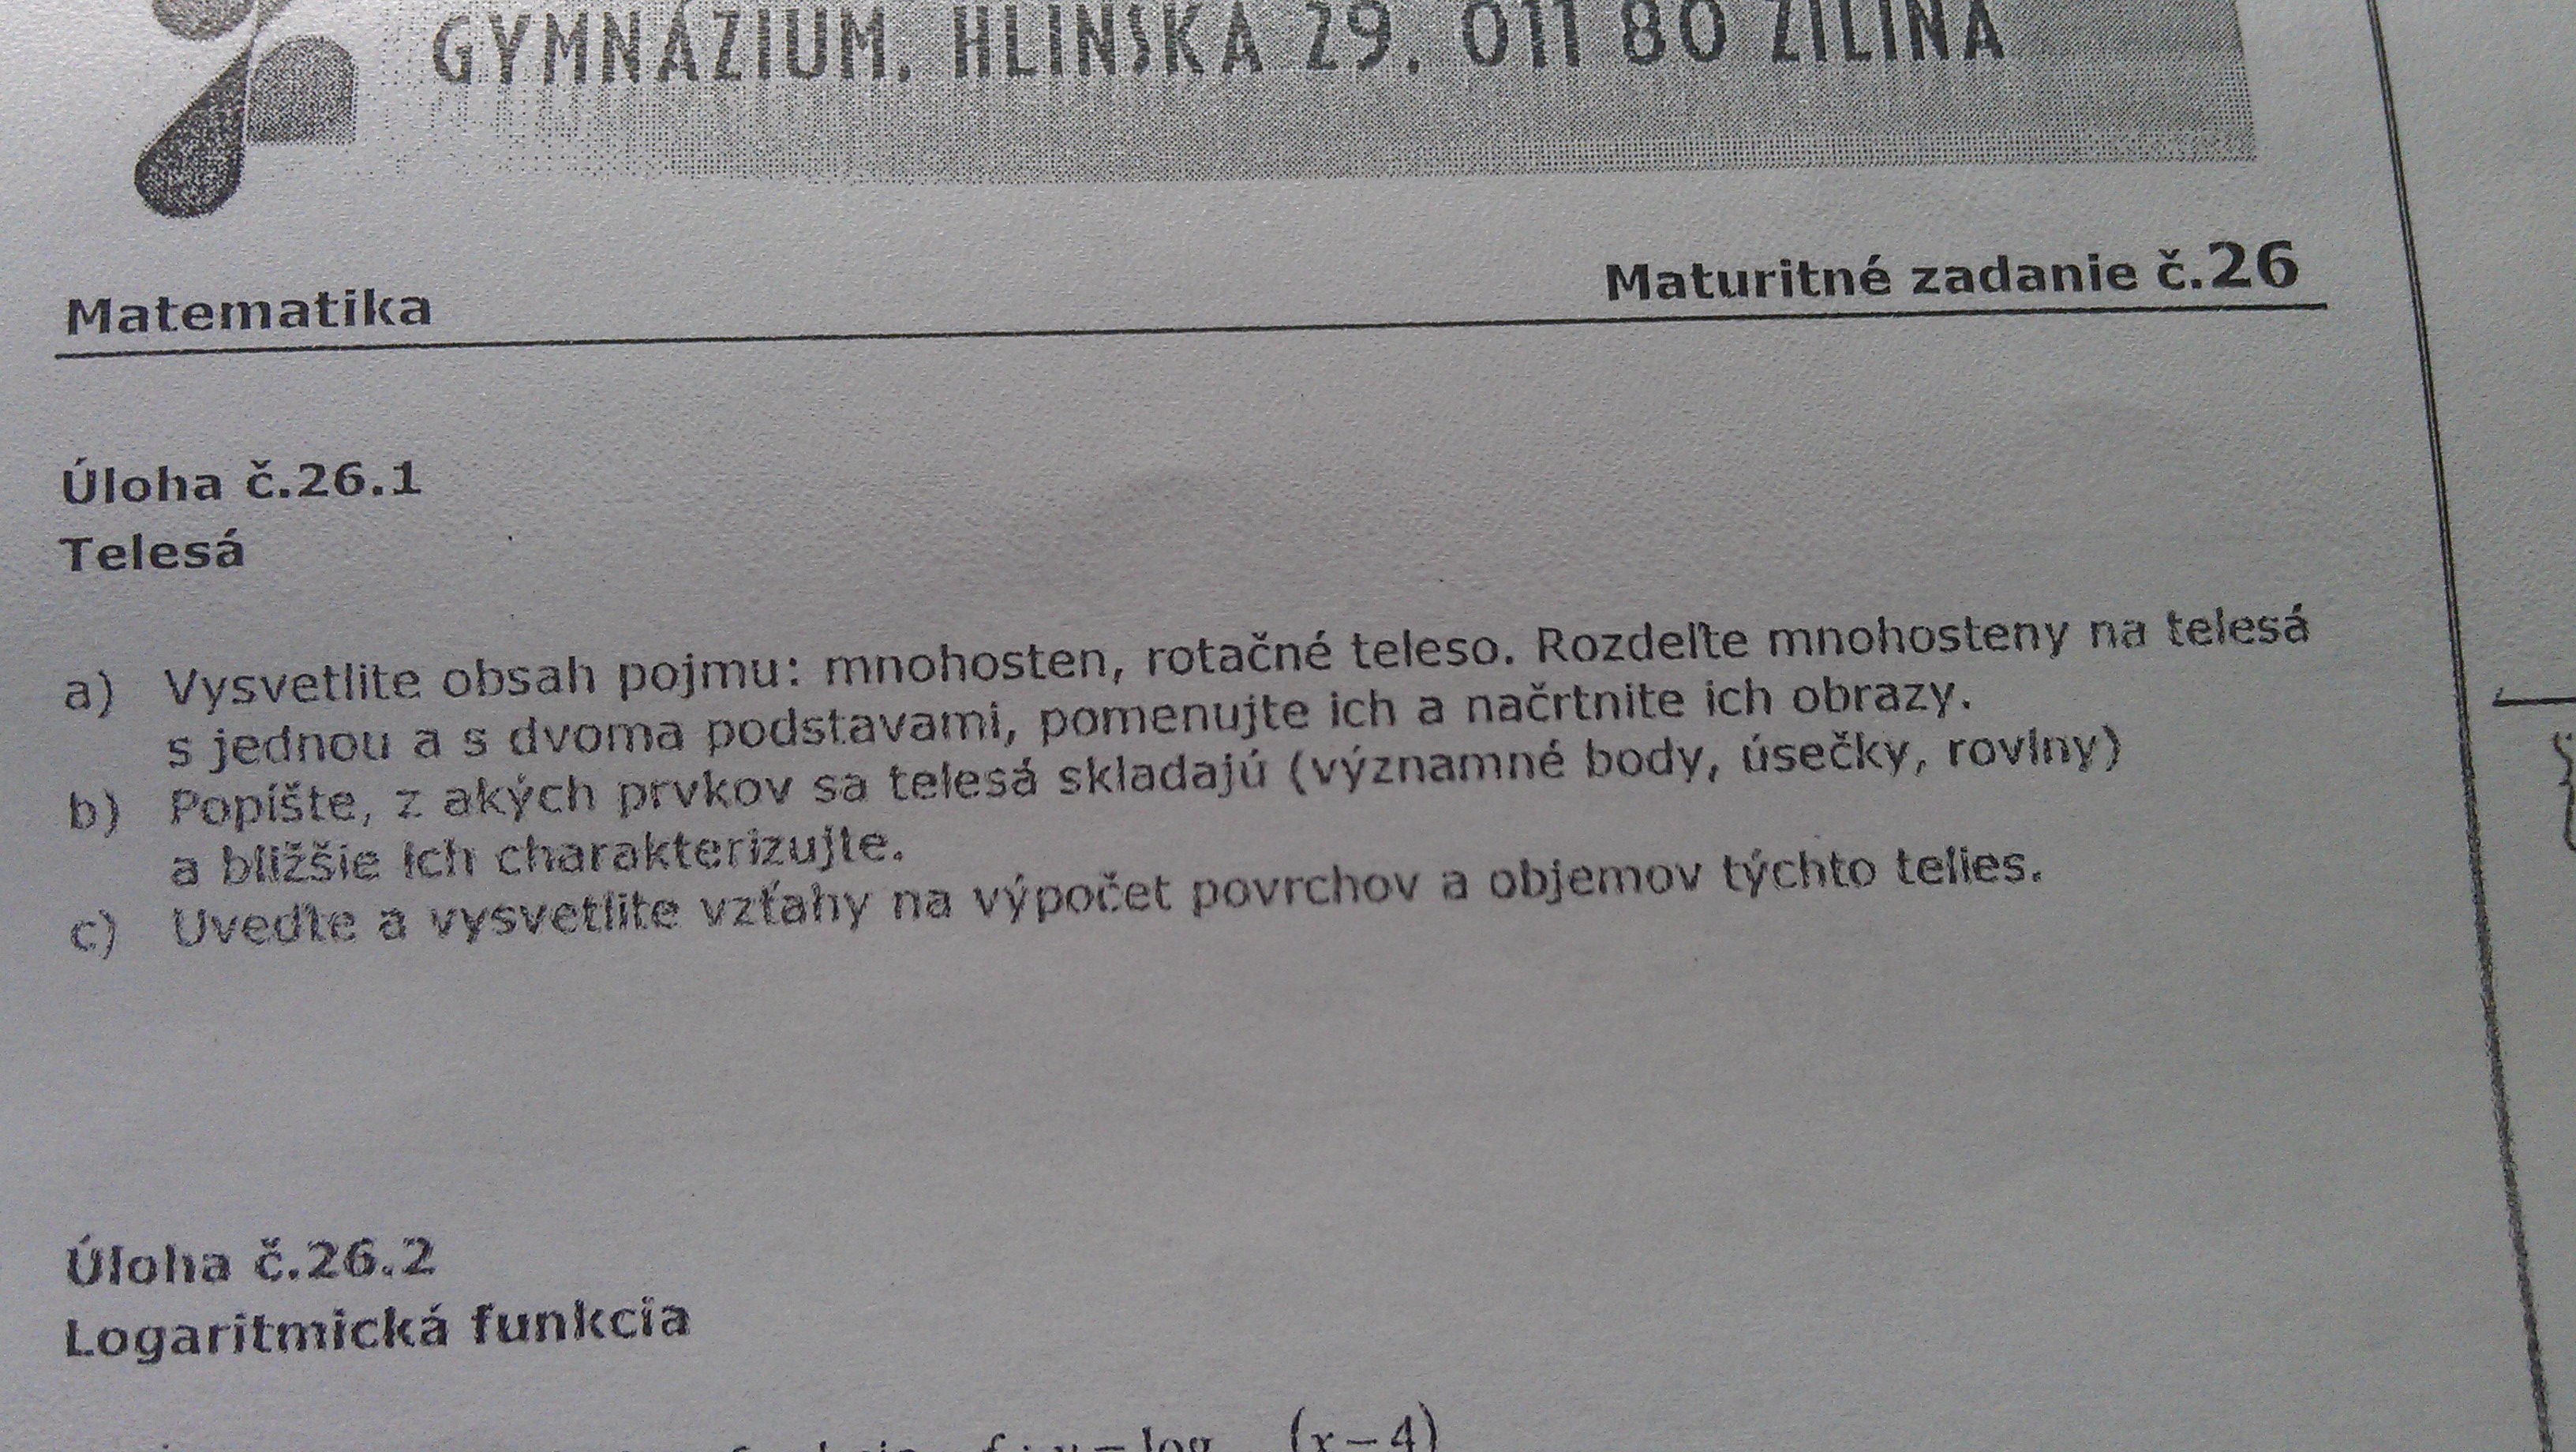 GYMNÁZIUM, HLINSKÁ 29, 011 80 ŽILINA
Matematika
Maturitné zadanie č.26
Úloha č.26.1
Telesá
a) Vysvetlite obsah pojmu: mnohosten, rotačné teleso. Rozdeľte mnohosteny na telesá
s jednou a s dvoma podstavami, pomenujte ich a načrtnite ich obrazy.
b) Popíšte, z akých prvkov sa telesá skladajú (významné body, úsečky, roviny)
a bližšie ich charakterizujte.
c) Uveďte a vysvetlite vzťahy na výpočet povrchov a objemov týchto telies.
Úloha č.26.2
Logaritmická funkcia
f : y = log (x – 4)